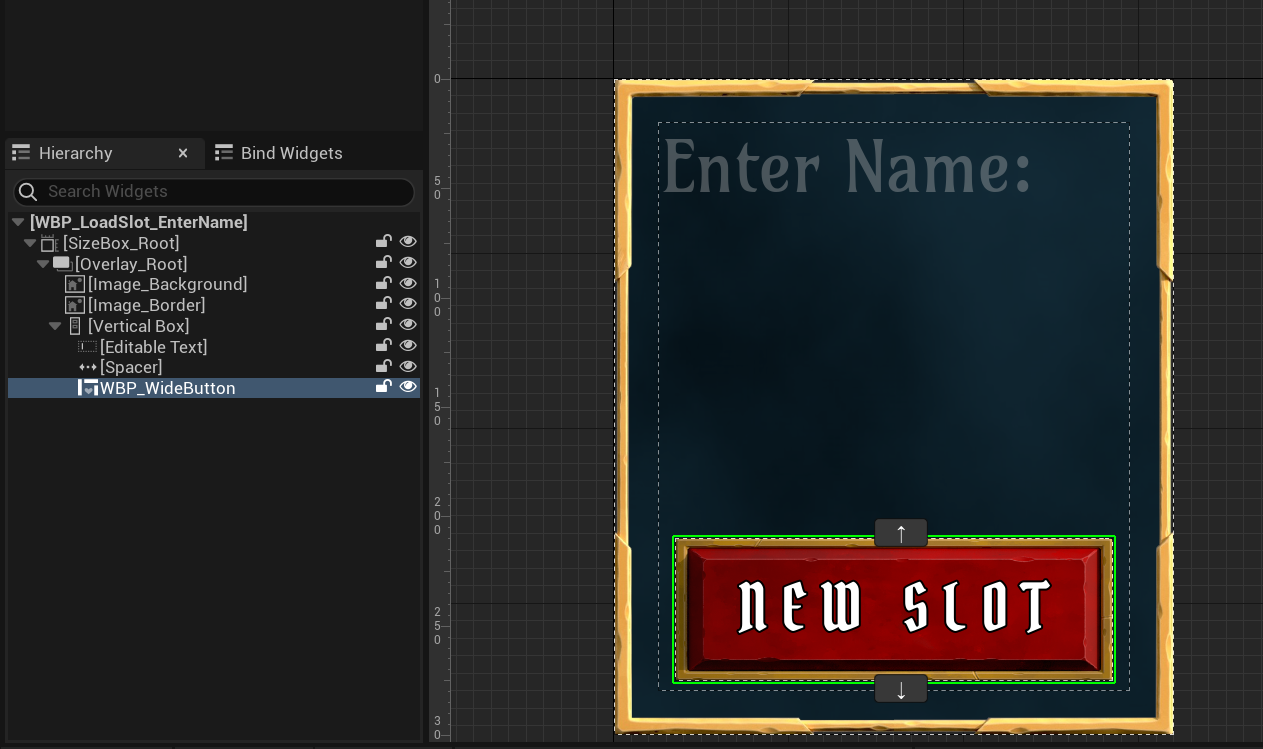 Hierarchy ×
Bind Widgets
Search Widgets
[WBP_LoadSlot_EnterName]
[SizeBox_Root]
[Overlay_Root]
[Image_Background]
[Image_Border]
[Vertical Box]
[Editable Text]
[Spacer]
WBP_WideButton
0
50
100
150
200
250
30
Enter Name:
↑
NEW SLOT
↓